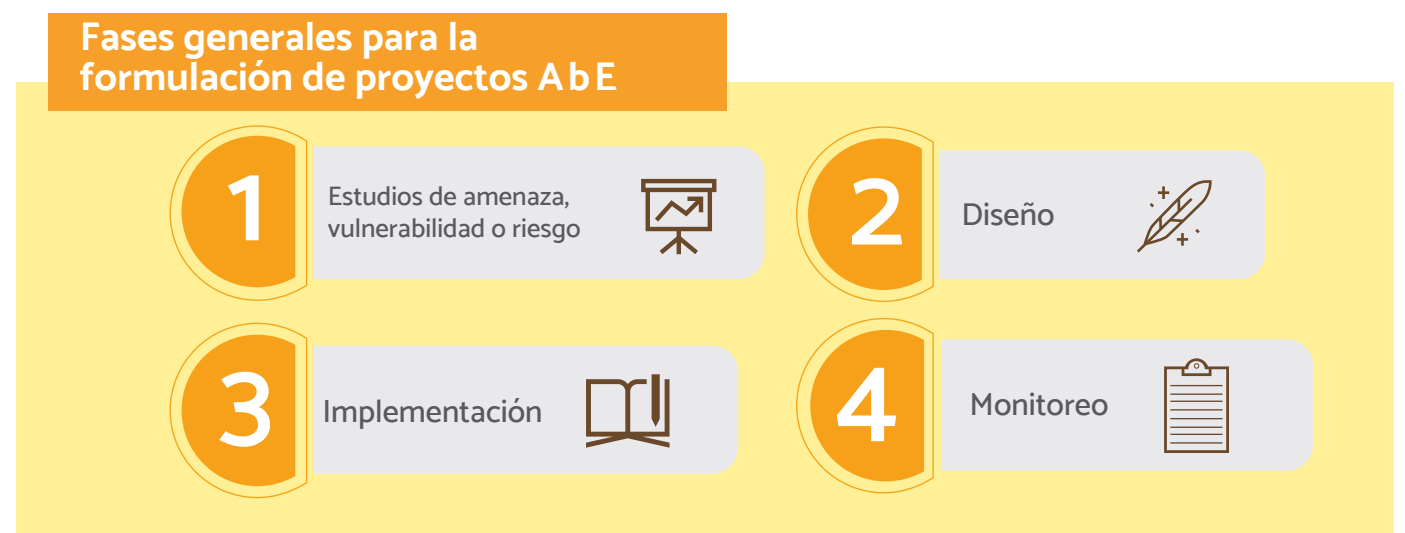 Fases generales para la
formulación de proyectos AbE
1
Estudios de amenaza,
vulnerabilidad o riesgo
2
Diseño
3
Implementación
4
Monitoreo